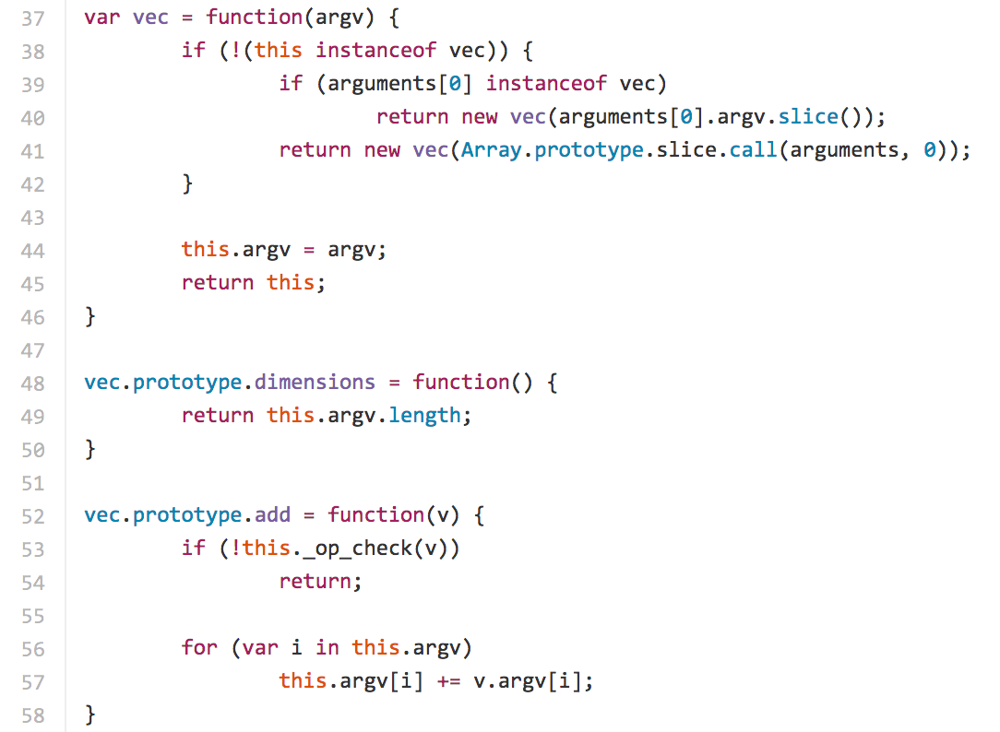 37 var vec = function(argv) {
38         if (!(this instanceof vec)) {
39                 if (arguments[0] instanceof vec)
40                         return new vec(arguments[0].argv.slice());
41                 return new vec(Array.prototype.slice.call(arguments, 0));
42         }
43
44         this.argv = argv;
45         return this;
46 }
47
48 vec.prototype.dimensions = function() {
49         return this.argv.length;
50 }
51
52 vec.prototype.add = function(v) {
53         if (!this._op_check(v))
54                 return;
55
56         for (var i in this.argv)
57                 this.argv[i] += v.argv[i];
58 }